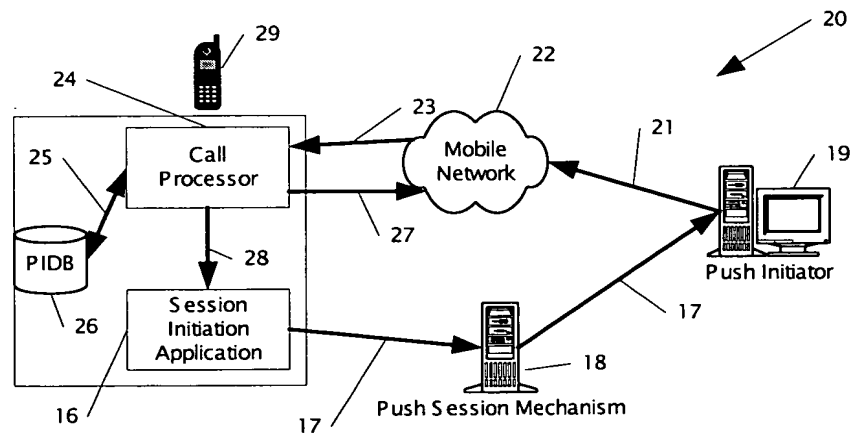 29
20
24
22
23
Call
Processor
Mobile
Network
21
19
25
27
PIDB
28
Push Initiator
26
Session
Initiation
Application
17
18
16
17
Push Session Mechanism